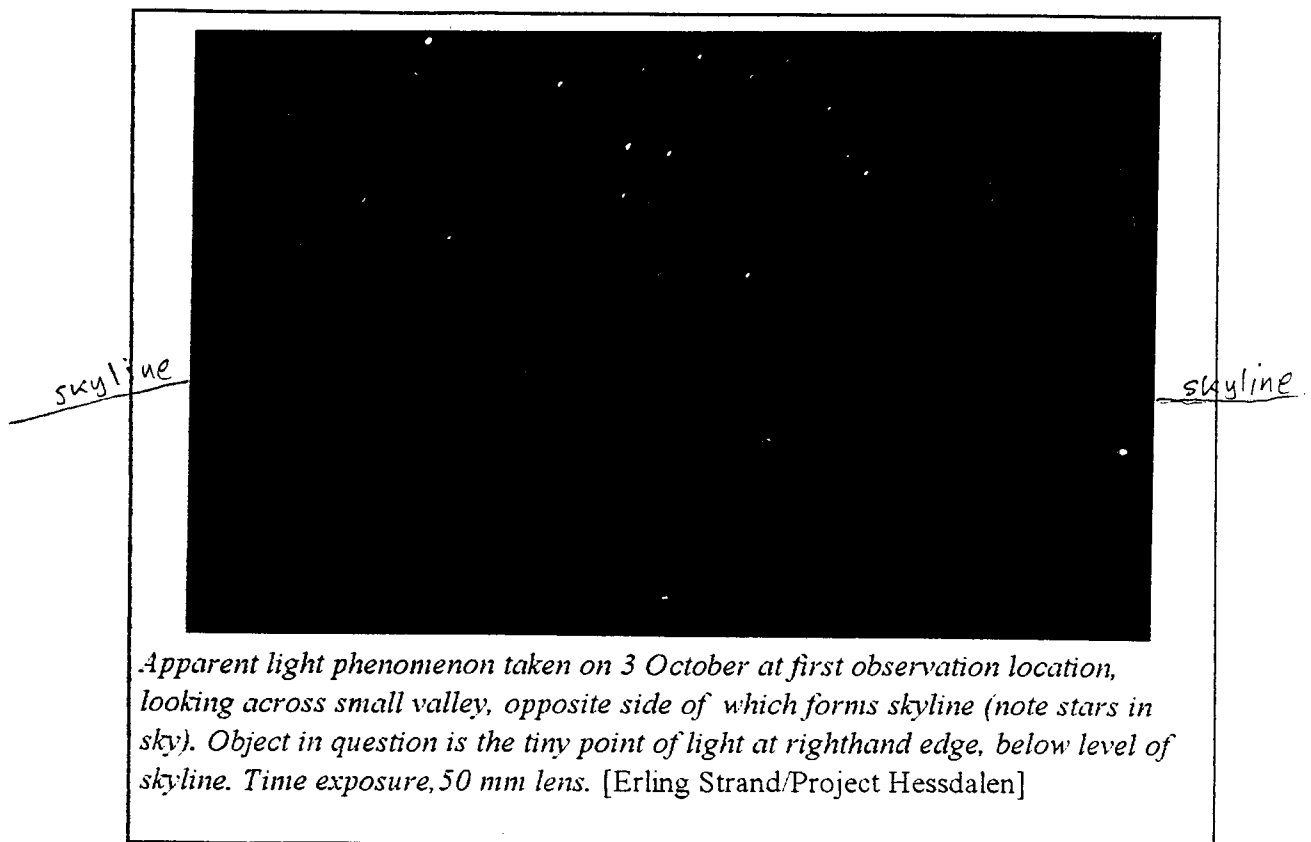 skyline
skyline
Apparent light phenomenon taken on 3 October at first observation location,
looking across small valley, opposite side of which forms skyline (note stars in
sky). Object in question is the tiny point of light at righthand edge, below level of
skyline. Time exposure, 50 mm lens. [Erling Strand/Project Hessdalen]